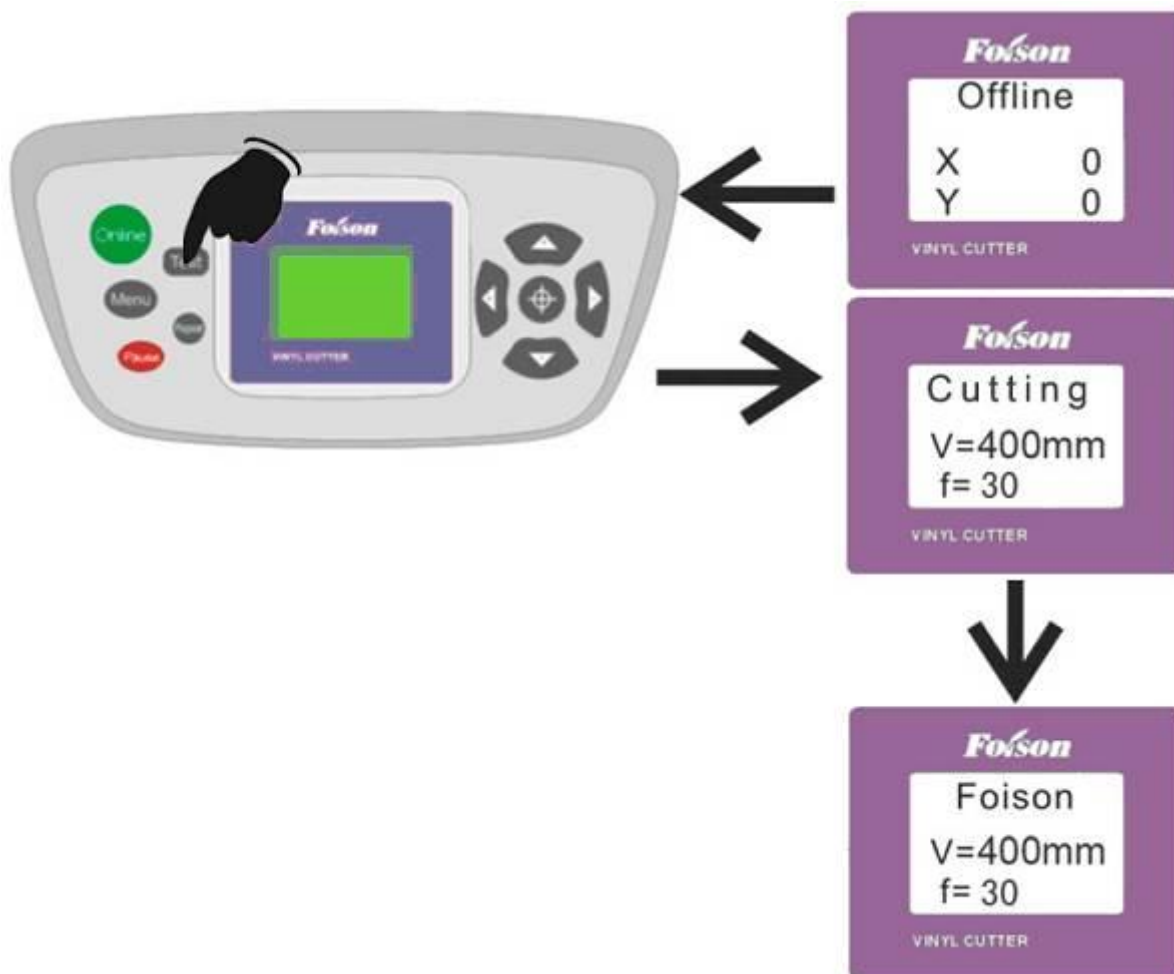 Online
Test
Menu
Pause
Foison
VINYL CUTTER
Foison
Offline
X 0
Y 0
VINYL CUTTER
Foison
Cutting
V=400mm
f= 30
VINYL CUTTER
Foison
Foison
V=400mm
f= 30
VINYL CUTTER